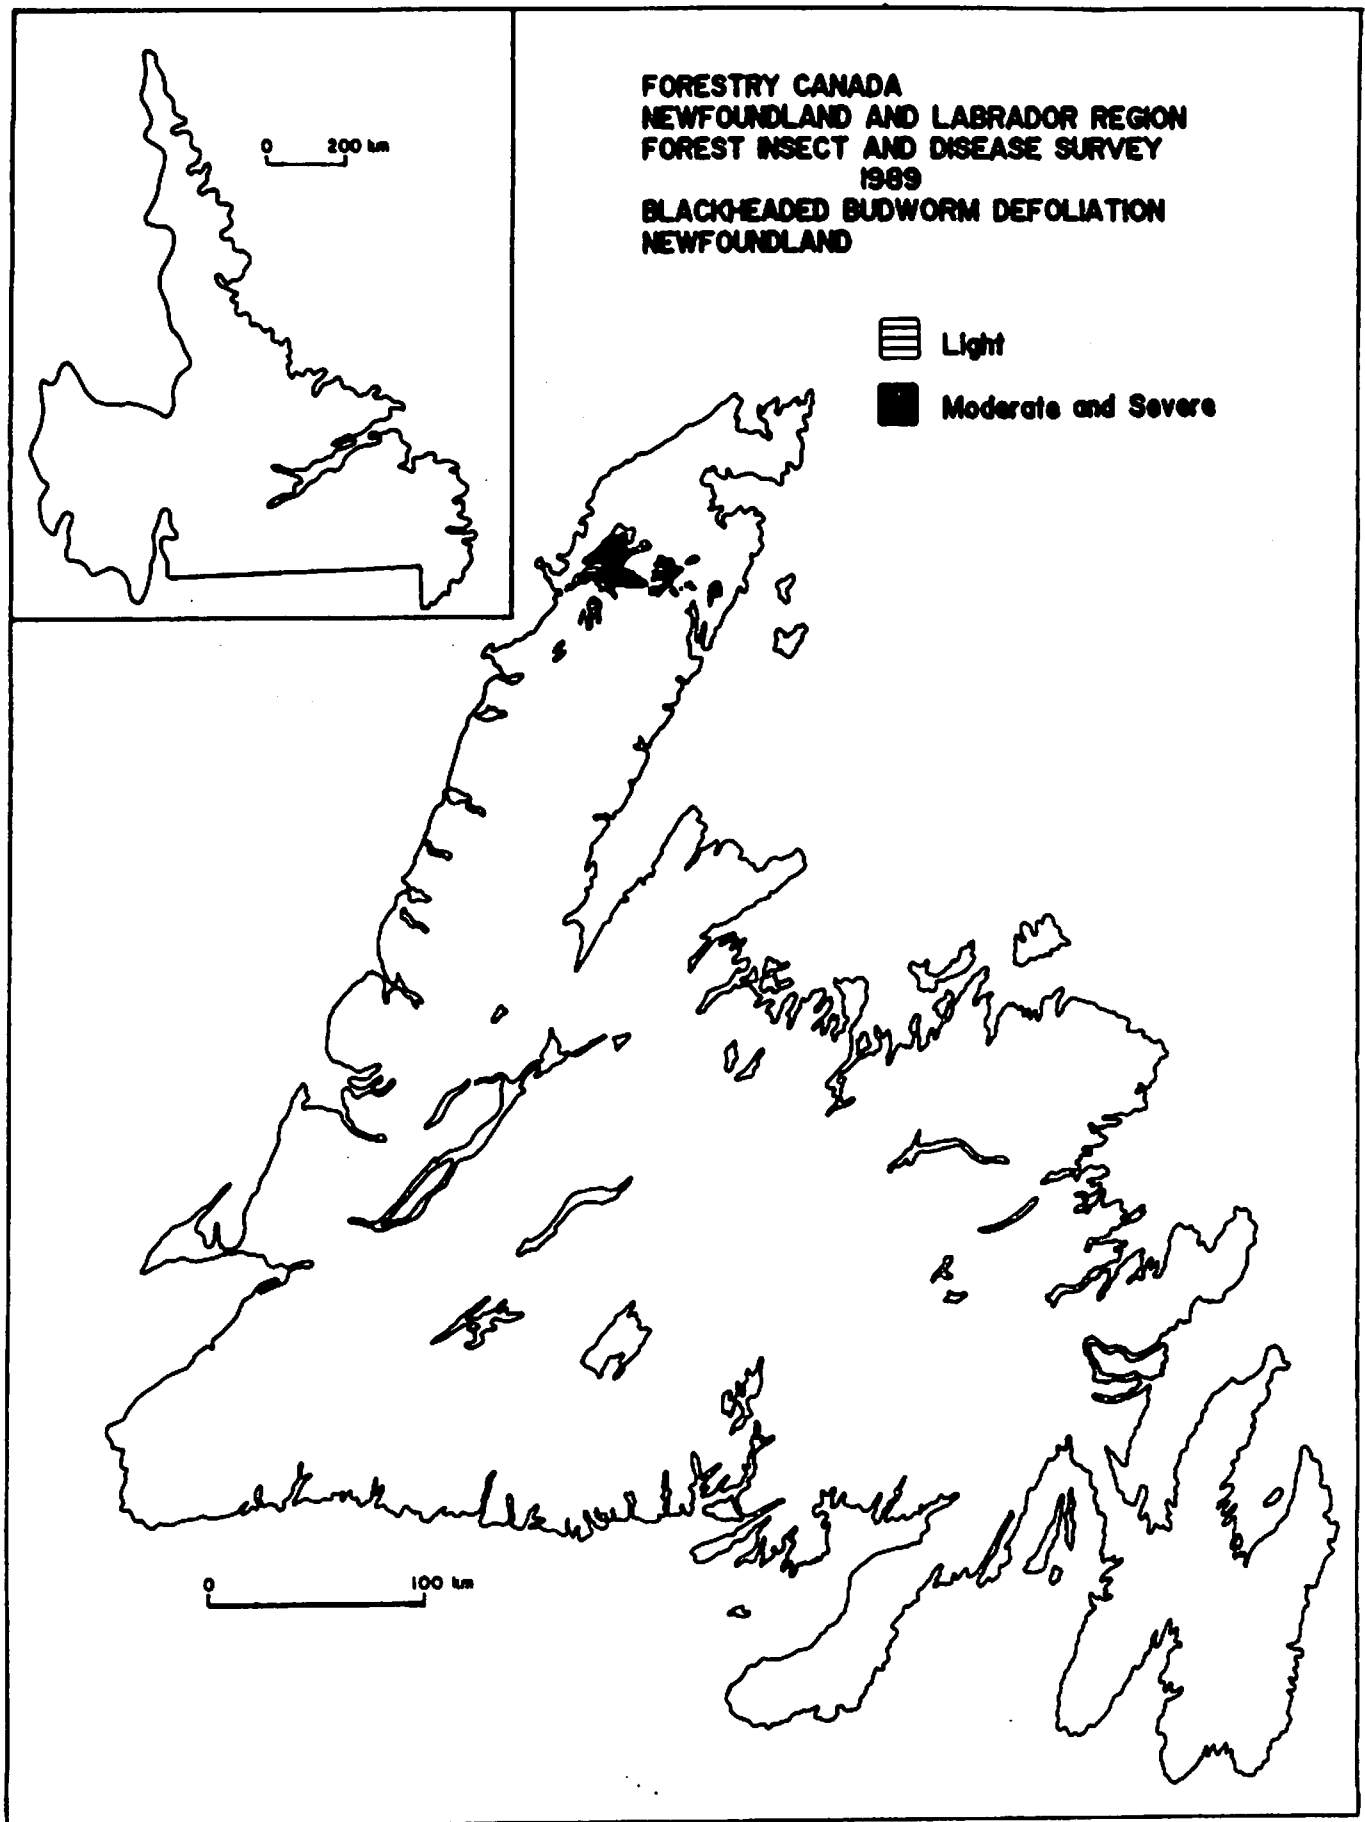 FORESTRY CANADA
NEWFOUNDLAND AND LABRADOR REGION
FOREST INSECT AND DISEASE SURVEY
1989
BLACKHEADED BUDWORM DEFOLIATION
NEWFOUNDLAND
0 200 km
Light
Moderate and Severe
0 100 km